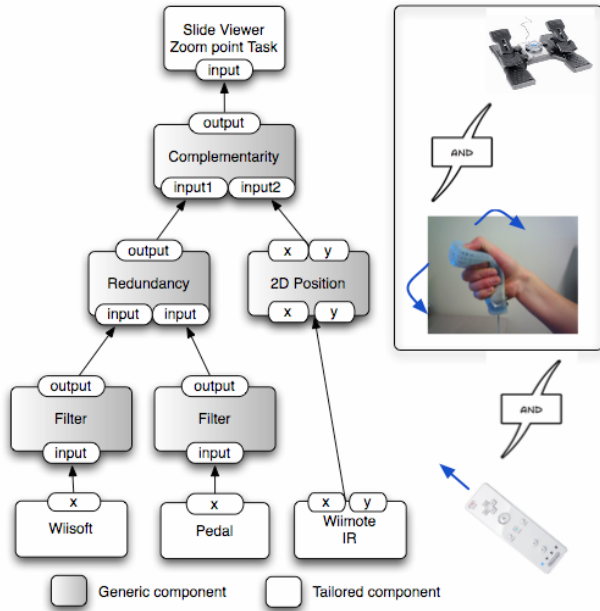 Slide Viewer
Zoom point Task
input
output
Complementarity
input1
input2
output
Redundancy
input
input
x
y
2D Position
x
y
output
Filter
input
output
Filter
input
x
Wiisoft
x
Pedal
x
y
Wiimote
IR
Generic component
Tailored component
AND
AND